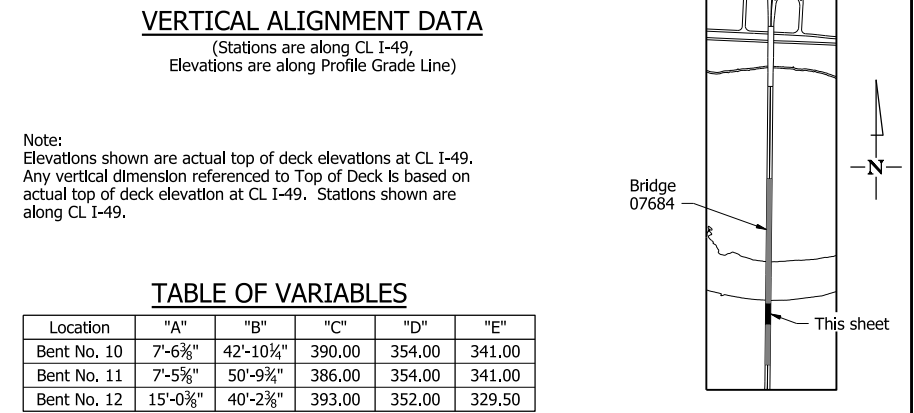 VERTICAL ALIGNMENT DATA
(Stations are along CL I-49,
Elevations are along Profile Grade Line)
Note:
Elevations shown are actual top of deck elevations at CL I-49.
Any vertical dimension referenced to Top of Deck is based on
actual top of deck elevation at CL I-49.  Stations shown are
along CL I-49.
TABLE OF VARIABLES
Location "A" "B" "C" "D" "E"
Bent No. 10 7'-6⅜" 42'-10¼" 390.00 354.00 341.00
Bent No. 11 7'-5⅝" 50'-9¾" 386.00 354.00 341.00
Bent No. 12 15'-0⅜" 40'-2⅜" 393.00 352.00 329.50
Bridge
07684
N
This sheet